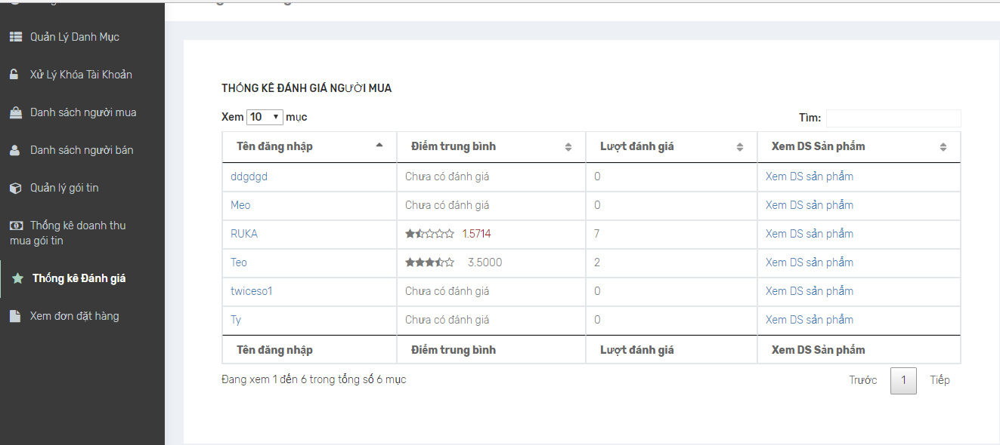 Quản Lý Danh Mục
Xử Lý Khóa Tài Khoản
Danh sách người mua
Danh sách người bán
Quản lý gói tin
Thống kê doanh thu
mua gói tin
Thống kê Đánh giá
Xem đơn đặt hàng
THỐNG KÊ ĐÁNH GIÁ NGƯỜI MUA
Xem 10 mục
Tìm:
Tên đăng nhập Điểm trung bình Lượt đánh giá Xem DS Sản phẩm
ddgdgd Chưa có đánh giá 0 Xem DS sản phẩm
Meo Chưa có đánh giá 0 Xem DS sản phẩm
RUKA 1.5714 7 Xem DS sản phẩm
Teo 3.5000 2 Xem DS sản phẩm
twiceso1 Chưa có đánh giá 0 Xem DS sản phẩm
Ty Chưa có đánh giá 0 Xem DS sản phẩm
Tên đăng nhập Điểm trung bình Lượt đánh giá Xem DS Sản phẩm
Đang xem 1 đến 6 trong tổng số 6 mục
Trước 1 Tiếp